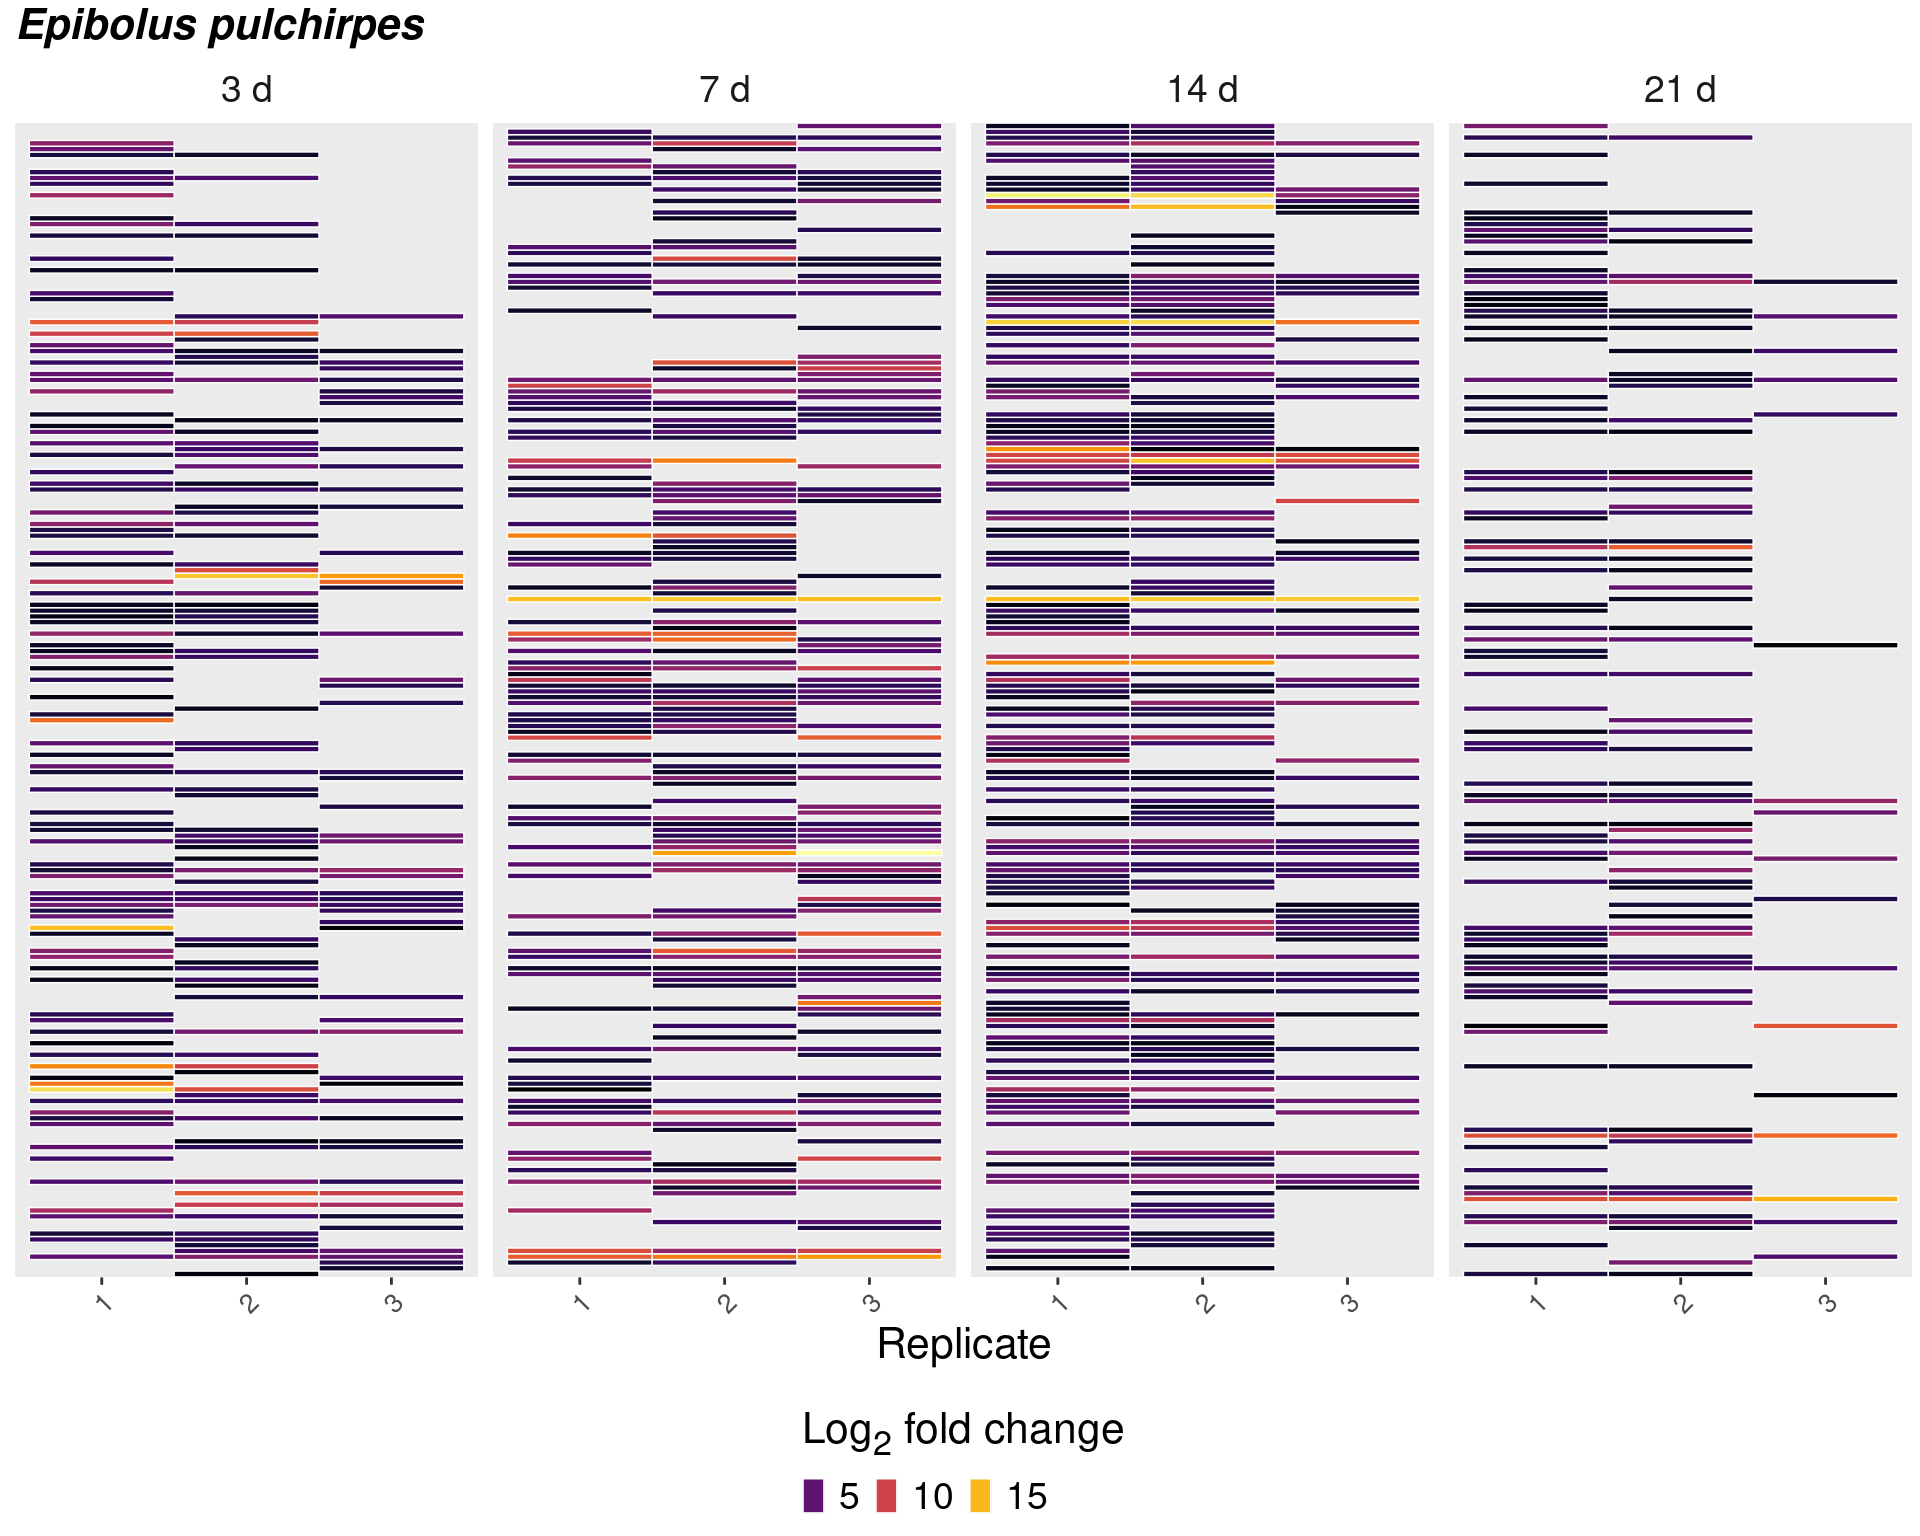 Epibolus pulchirpes
3 d 7 d 14 d 21 d
1 2 3 1 2 3 1 2 3 1 2 3
Replicate
Log2 fold change
5 10 15